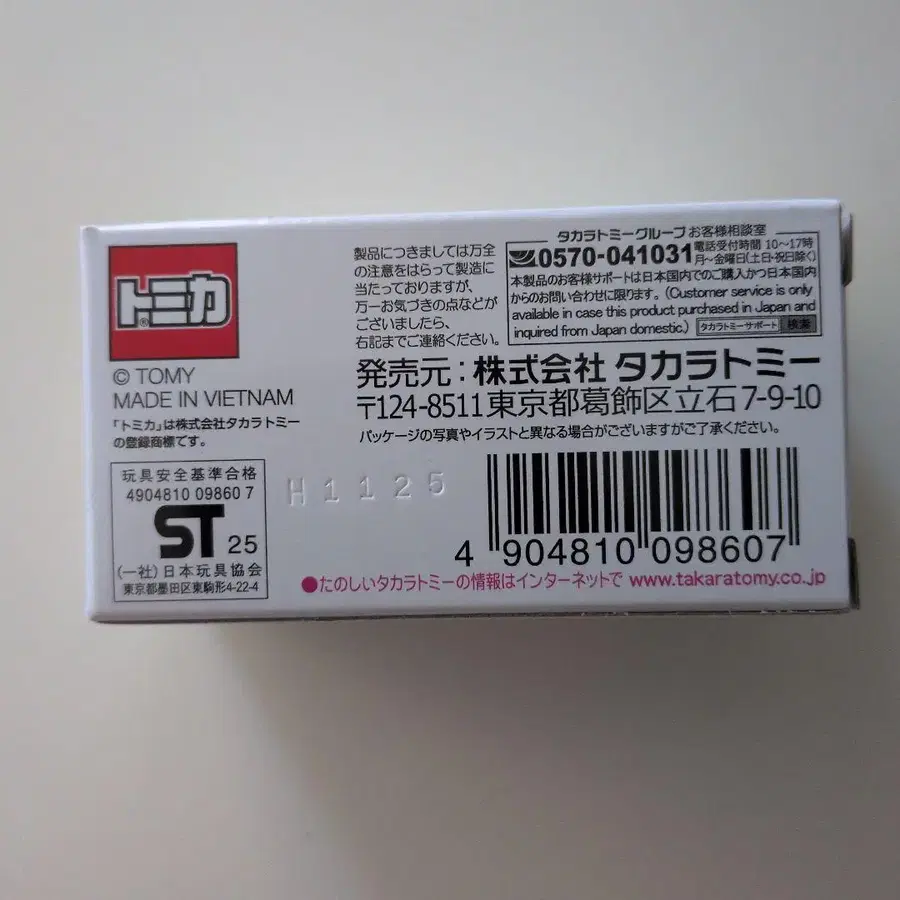 トミカ
®
© TOMY
MADE IN VIETNAM
「トミカ」は株式会社タカラトミー
の登録商標です。
玩具安全基準合格
4904810 09860 7
ST 25
(一社)日本玩具協会
東京都墨田区東駒形4-22-4
H1125
製品につきましては万全
の注意をはらって製造に
当たっておりますが、
万一お気づきの点などが
ございましたら、
右記までご連絡ください。
タカラトミーグループ お客様相談室
0570-041031 電話受付時間 10〜17時
月〜金曜日(土日・祝日除く)
本製品のお客様サポートは日本国内でのご購入かつ日本国内
からのお問い合わせに限ります。(Customer service is only
available in case this product purchased in Japan and
inquired from Japan domestic.) タカラトミーサポート 検索
発売元:株式会社 タカラトミー
〒124-8511 東京都葛飾区立石 7-9-10
パッケージの写真やイラストと異なる場合がございますがご了承ください。
4 904810 098607
●たのしいタカラトミーの情報はインターネットで www.takaratomy.co.jp